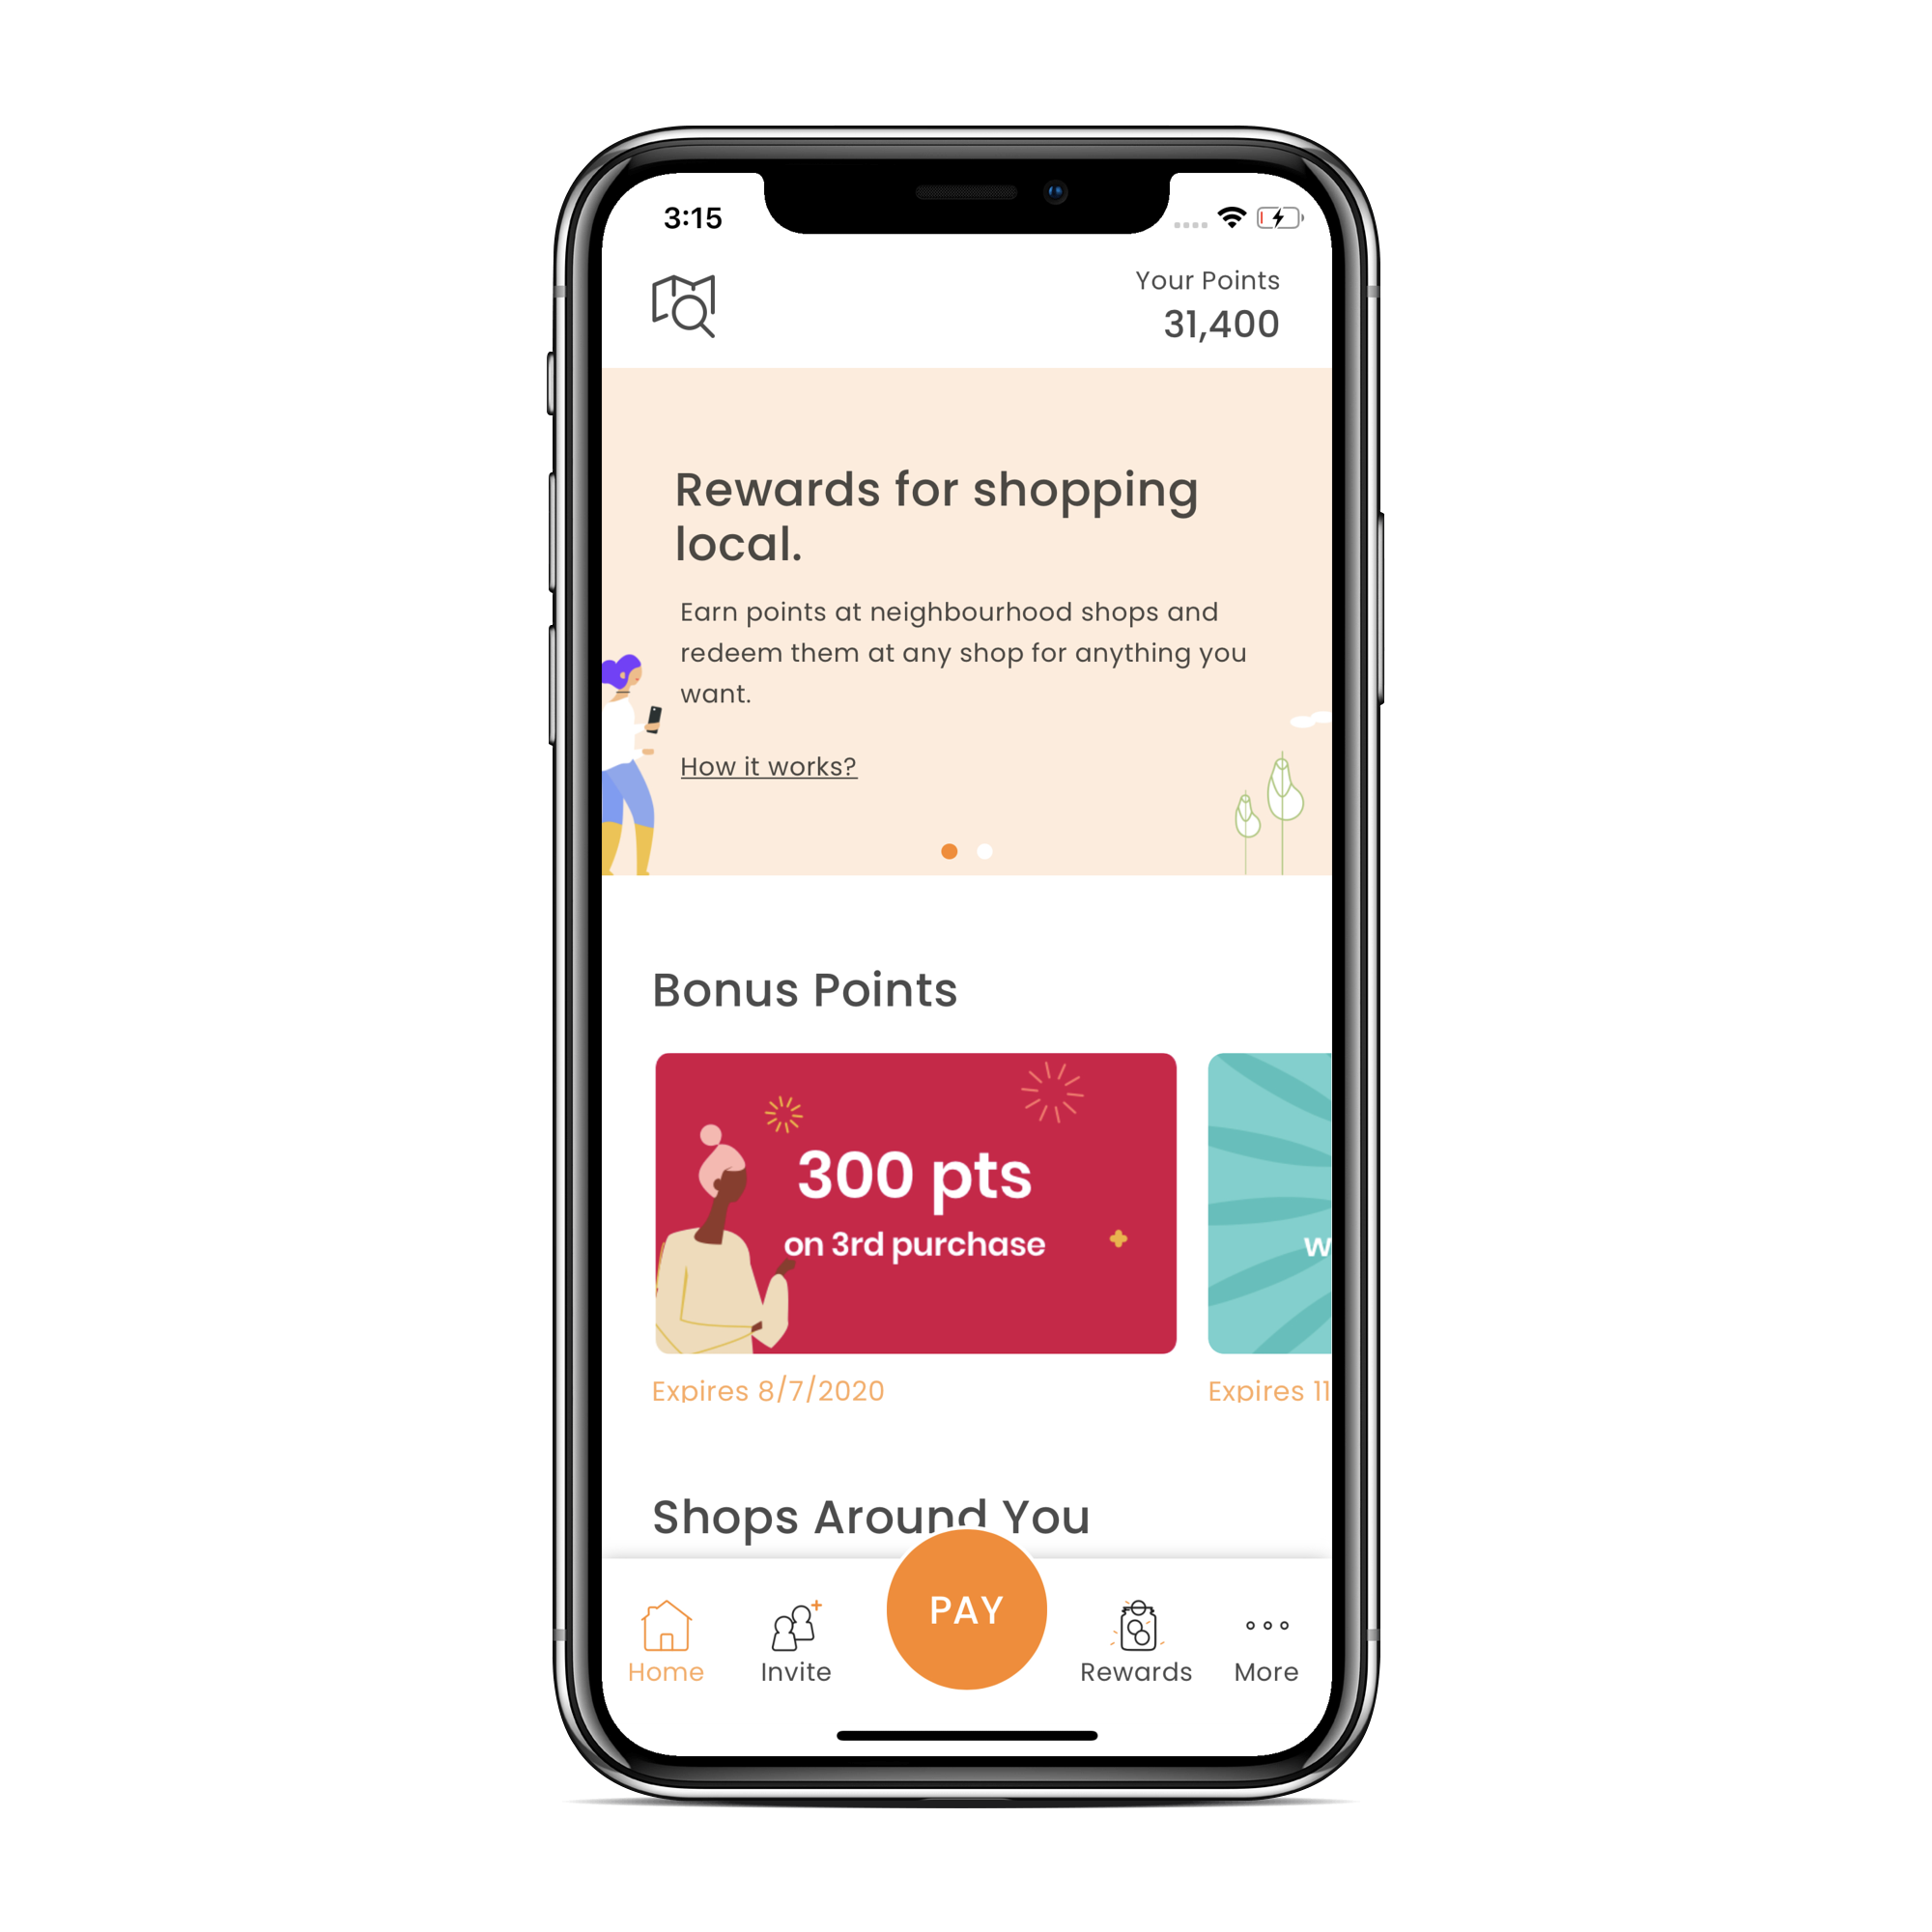 3:15
Your Points
31,400
Rewards for shopping
local.
Earn points at neighbourhood shops and
redeem them at any shop for anything you
want.
How it works?
Bonus Points
300 pts
on 3rd purchase
Expires 8/7/2020
Expires 11
Shops Around You
PAY
Home
Invite
Rewards
More